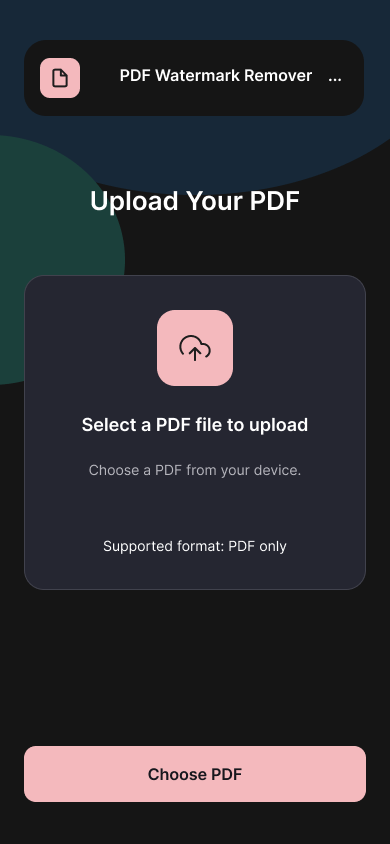 PDF Watermark Remover ...
Upload Your PDF
Select a PDF file to upload
Choose a PDF from your device.
Supported format: PDF only
Choose PDF